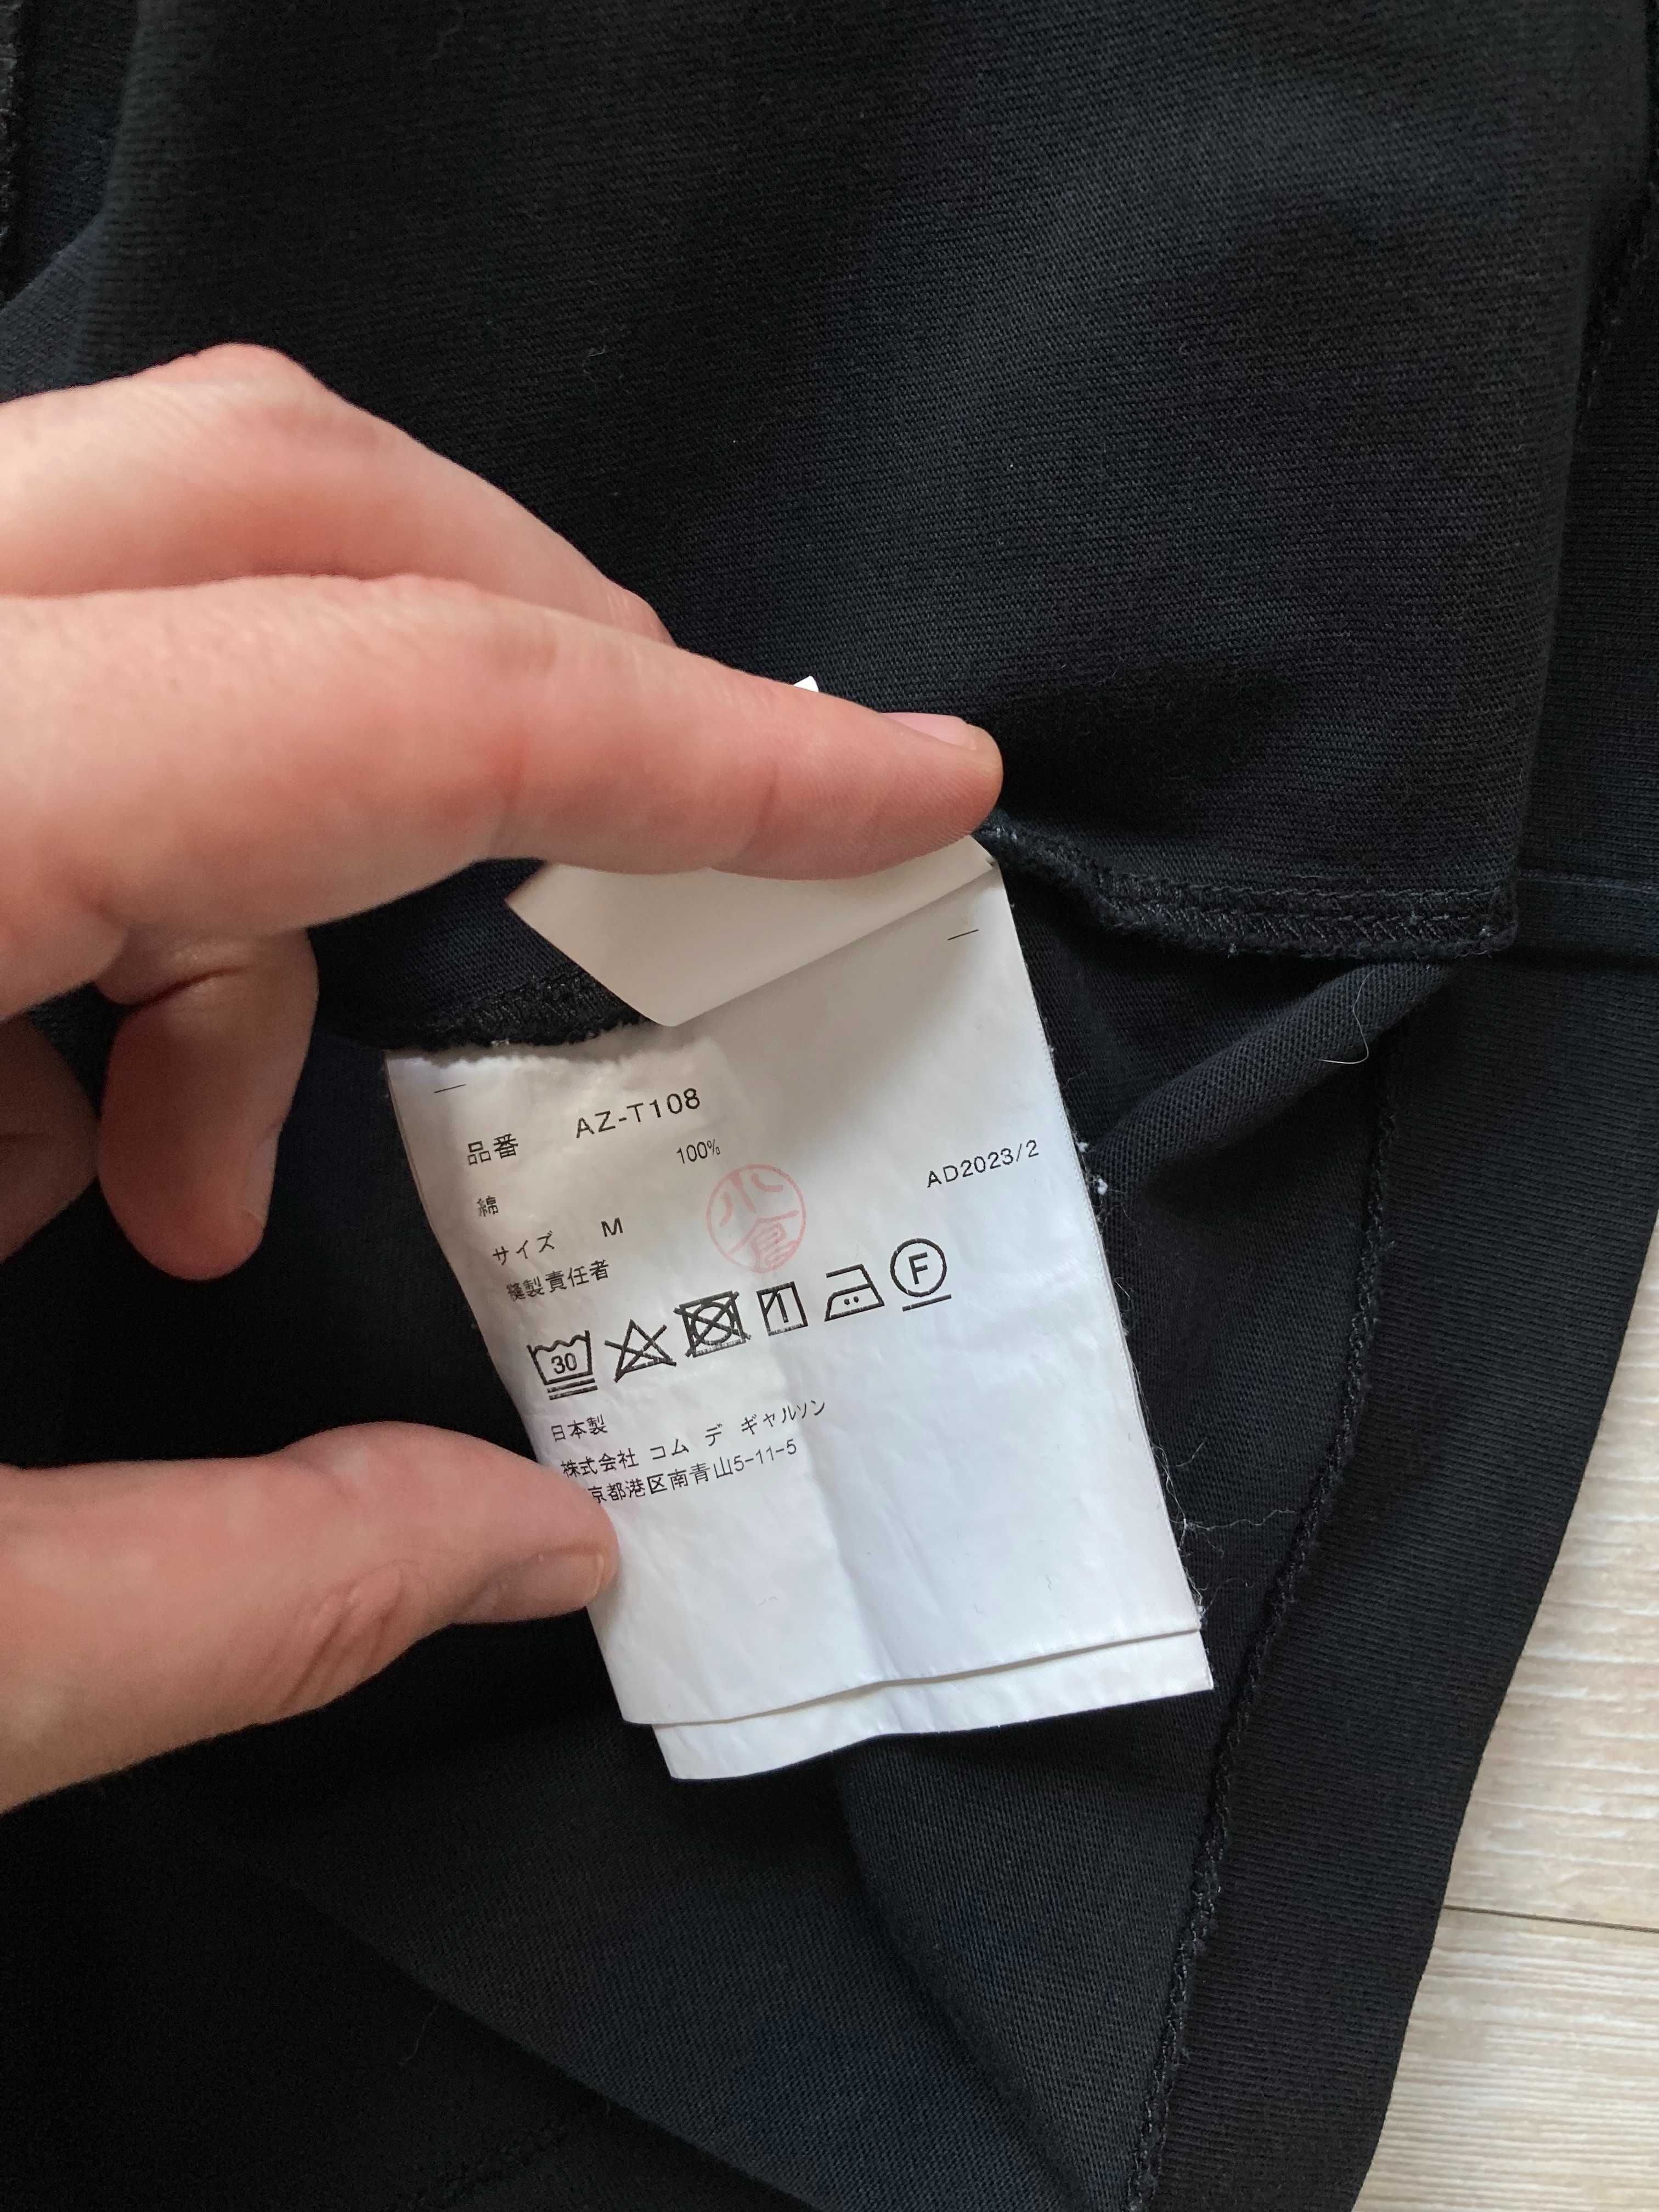 品番 AZ-T108
綿 100%
AD2023/2
サイズ M
縫製責任者 小倉
30 F
日本製
株式会社 コム デ ギャルソン
京都港区南青山5-11-5